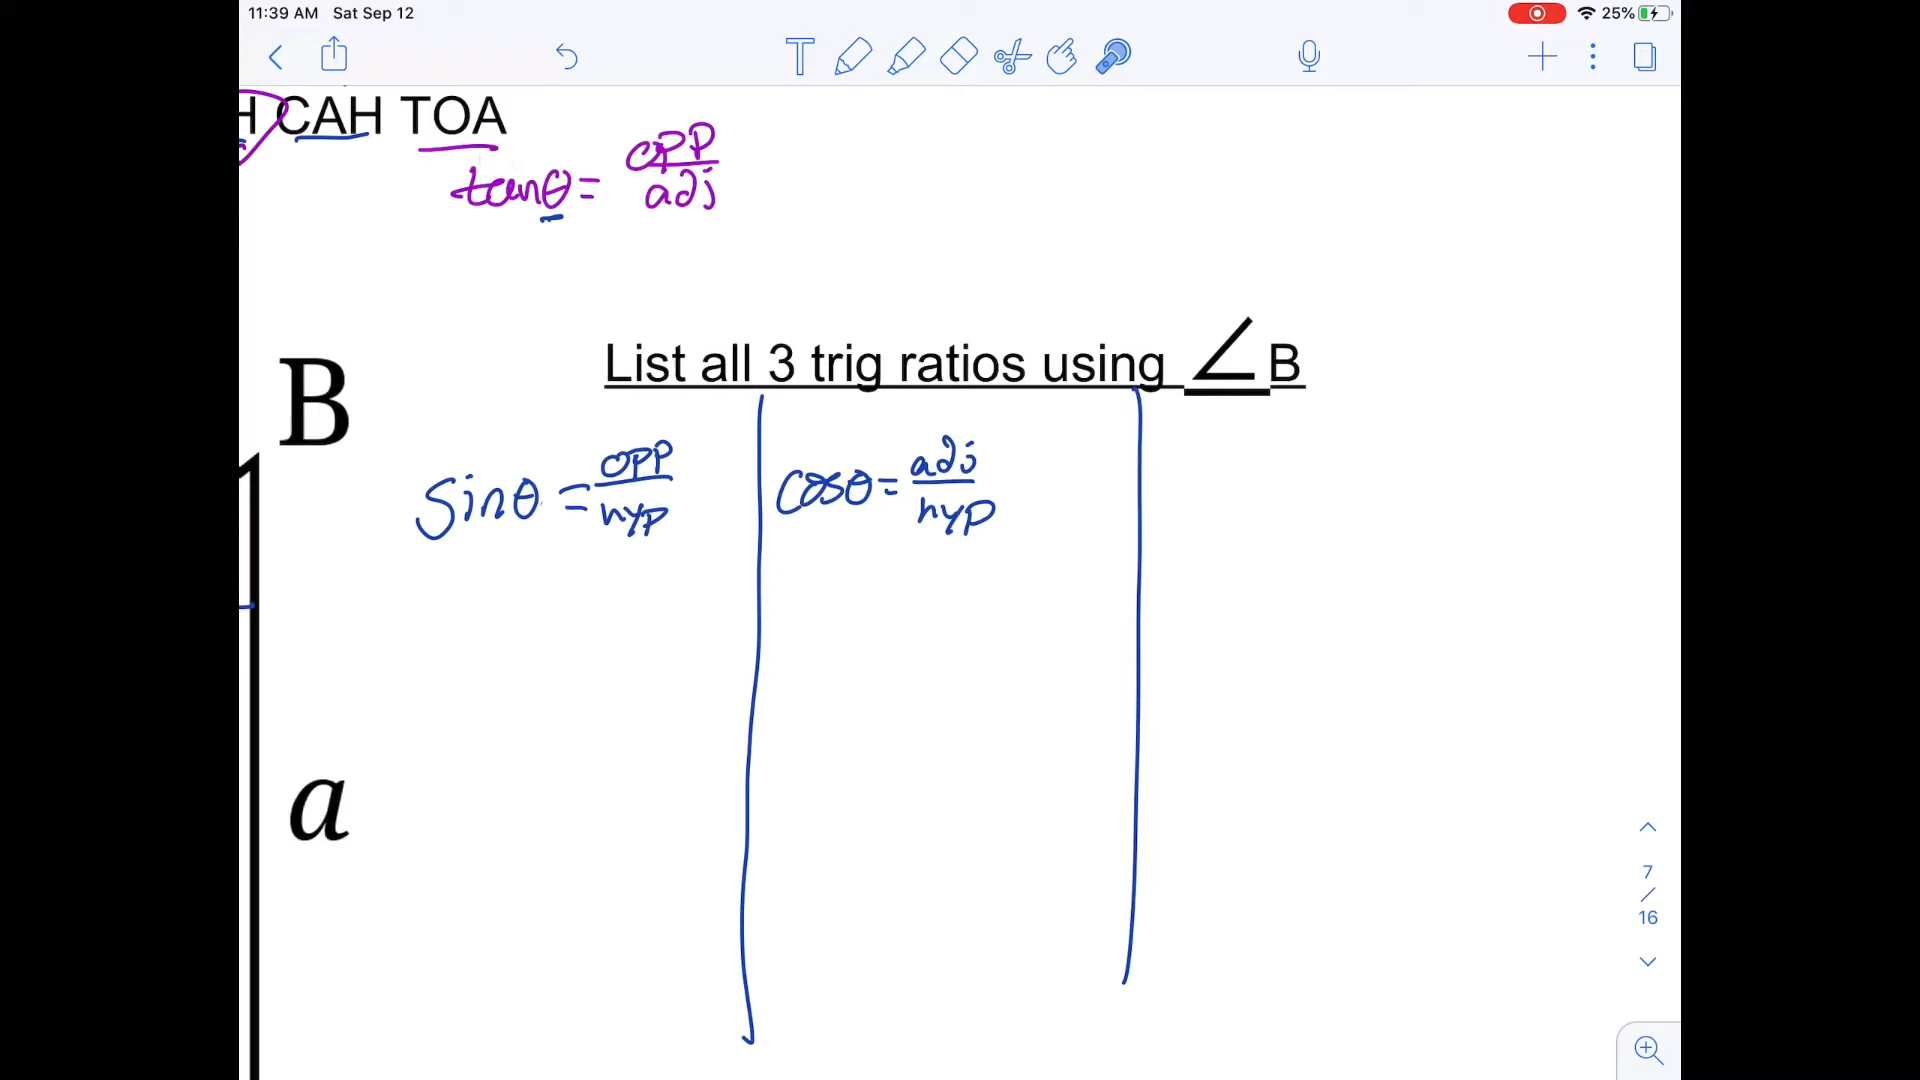 11:39 AM Sat Sep 12
25%
T
H CAH TOA
tanθ = opp/adj
List all 3 trig ratios using ∠B
B
sinθ = opp/hyp
cosθ = adj/hyp
a
7
/
16